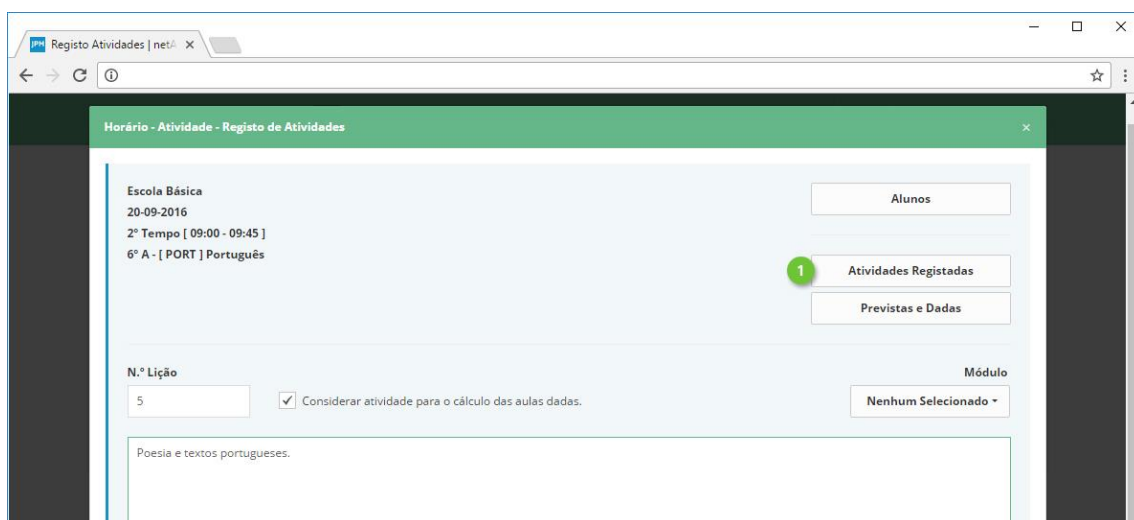 JPM Registo Atividades | net
Horário - Atividade - Registo de Atividades
Escola Básica
20-09-2016
2º Tempo [ 09:00 - 09:45 ]
6º A - [ PORT ] Português
Alunos
1 Atividades Registadas
Previstas e Dadas
N.º Lição
Módulo
5
Considerar atividade para o cálculo das aulas dadas.
Nenhum Selecionado
Poesia e textos portugueses.